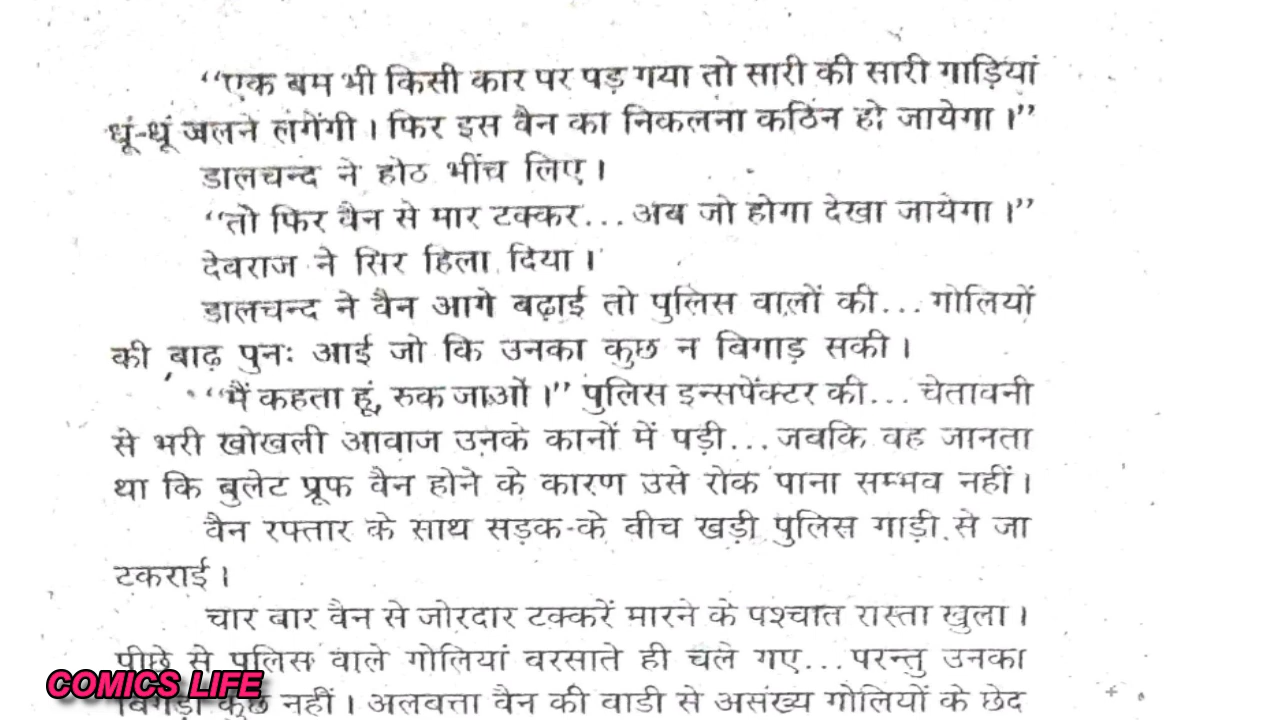 “एक बम भी किसी कार पर पड़ गया तो सारी की सारी गाड़ियां
धूं-धूं जलने लगेंगी। फिर इस वैन का निकलना कठिन हो जायेगा।”
डालचन्द ने होठ भींच लिए।
“तो फिर वैन से मार टक्कर...अब जो होगा देखा जायेगा।”
देवराज ने सिर हिला दिया।
डालचन्द ने वैन आगे बढ़ाई तो पुलिस वालों की...गोलियों
की बाढ़ पुनः आई जो कि उनका कुछ न बिगाड़ सकी।
“मैं कहता हूं, रुक जाओ।” पुलिस इन्सपेंक्टर की...चेतावनी
से भरी खोखली आवाज उनके कानों में पड़ी...जबकि वह जानता
था कि बुलेट प्रूफ वैन होने के कारण उसे रोक पाना सम्भव नहीं।
वैन रफ्तार के साथ सड़क-के बीच खड़ी पुलिस गाड़ी से जा
टकराई।
चार बार वैन से जोरदार टक्करें मारने के पश्चात रास्ता खुला।
पीछे से पुलिस वाले गोलियां बरसाते ही चले गए...परन्तु उनका
बिगड़ा कुछ नहीं। अलबत्ता वैन की बाडी से असंख्य गोलियों के छेद
COMICS LIFE